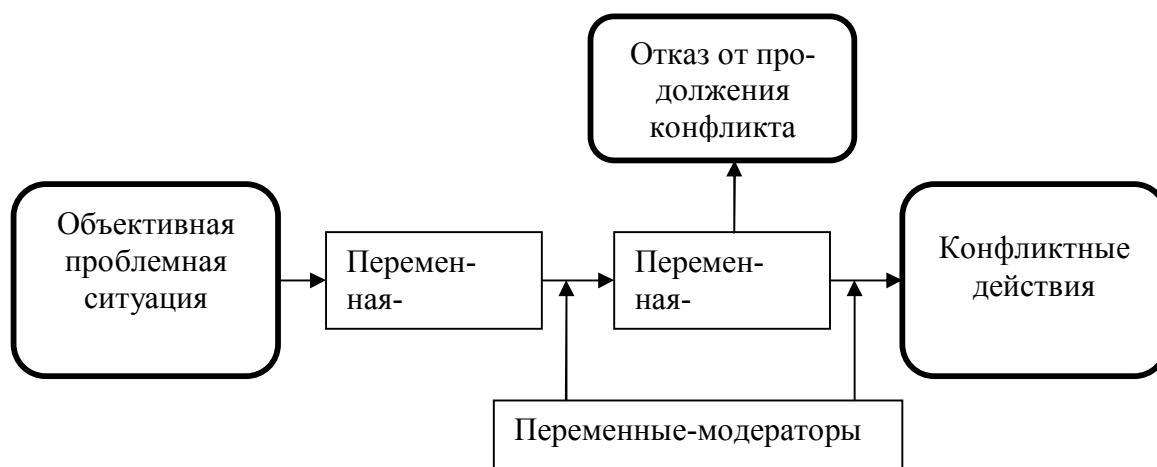 Отказ от про-
должения
конфликта
Объективная
проблемная
ситуация
Перемен-
ная-
Перемен-
ная-
Конфликтные
действия
Переменные-модераторы